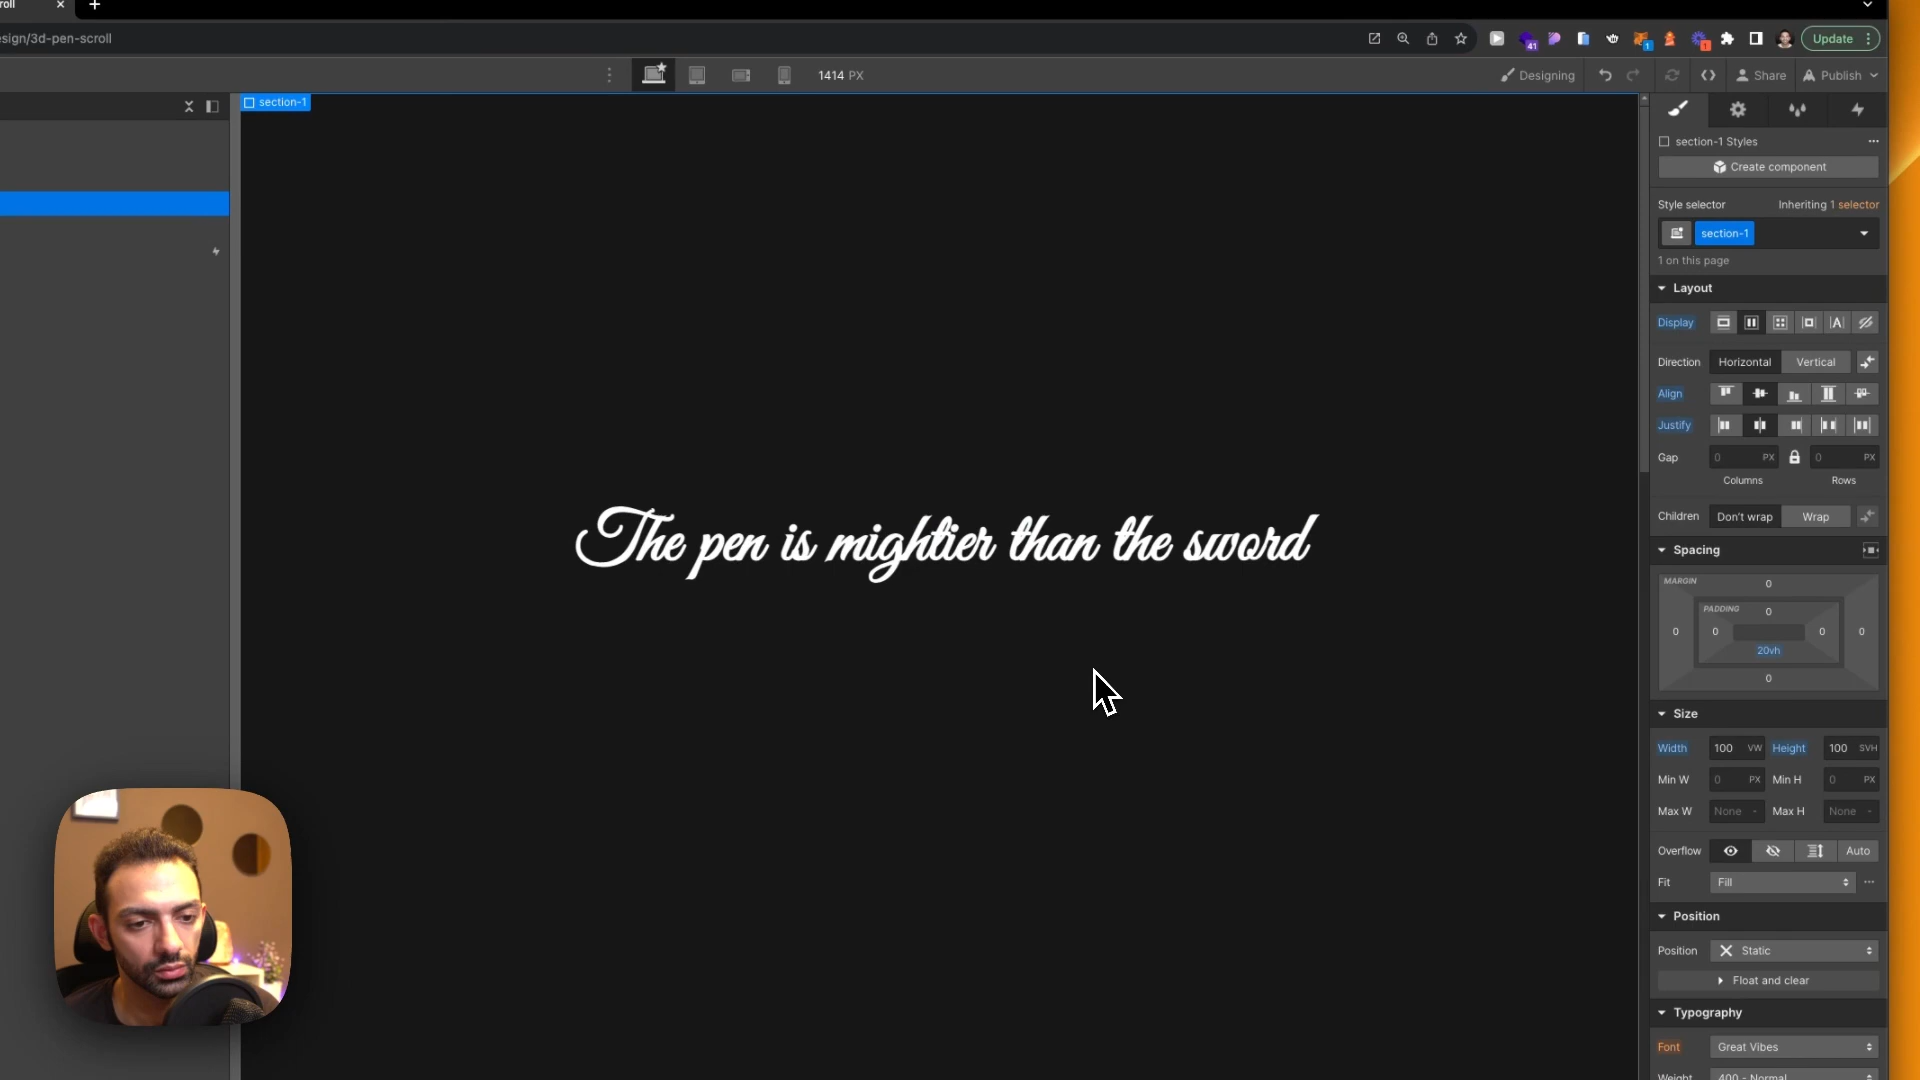 roll
esign/3d-pen-scroll
41
1
1
Update
1414 PX
Designing
Share
Publish
section-1
section-1 Styles
Create component
Style selector
Inheriting 1 selector
section-1
1 on this page
Layout
Display
Direction
Horizontal
Vertical
Align
Justify
Gap
0 PX
0 PX
Columns
Rows
Children
Don't wrap
Wrap
The pen is mightier than the sword
Spacing
MARGIN
0
PADDING
0
0
0
0
0
20vh
0
Size
Width
100 VW
Height
100 SVH
Min W
0 PX
Min H
0 PX
Max W
None -
Max H
None -
Overflow
Auto
Fit
Fill
Position
Position
Static
Float and clear
Typography
Font
Great Vibes
Weight
400 - Normal